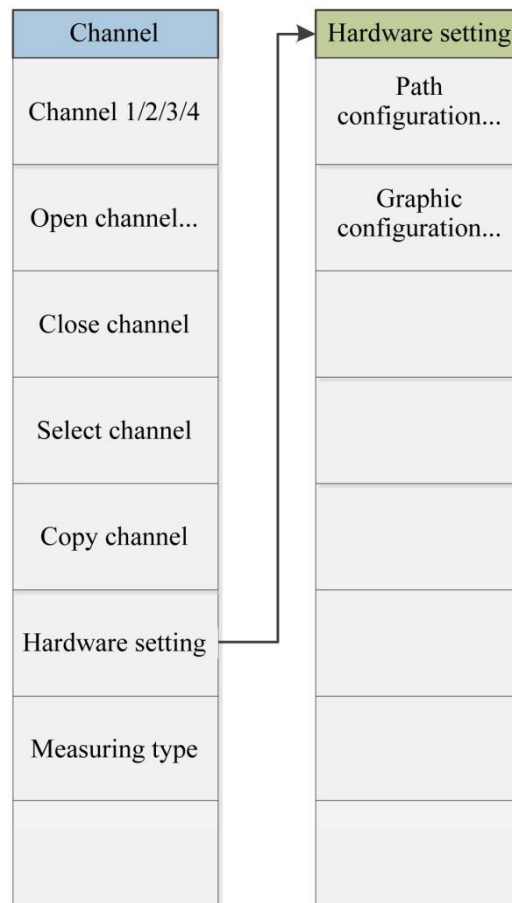 Channel
Channel 1/2/3/4
Open channel...
Close channel
Select channel
Copy channel
Hardware setting
Measuring type
Hardware setting
Path
configuration...
Graphic
configuration...